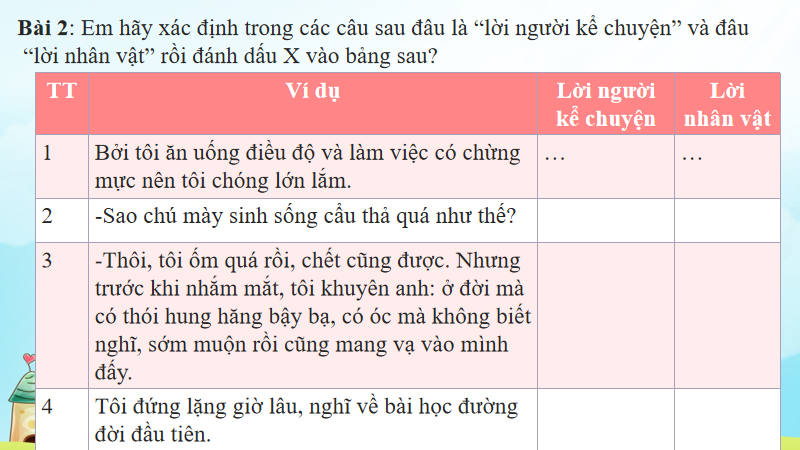 Bài 2: Em hãy xác định trong các câu sau đâu là “lời người kể chuyện” và đâu
“lời nhân vật” rồi đánh dấu X vào bảng sau?
TT Ví dụ Lời người kể chuyện Lời nhân vật
1 Bởi tôi ăn uống điều độ và làm việc có chừng … …
mực nên tôi chóng lớn lắm.
2 -Sao chú mày sinh sống cẩu thả quá như thế?
3 -Thôi, tôi ốm quá rồi, chết cũng được. Nhưng
trước khi nhắm mắt, tôi khuyên anh: ở đời mà
có thói hung hăng bậy bạ, có óc mà không biết
nghĩ, sớm muộn rồi cũng mang vạ vào mình
đấy.
4 Tôi đứng lặng giờ lâu, nghĩ về bài học đường
đời đầu tiên.